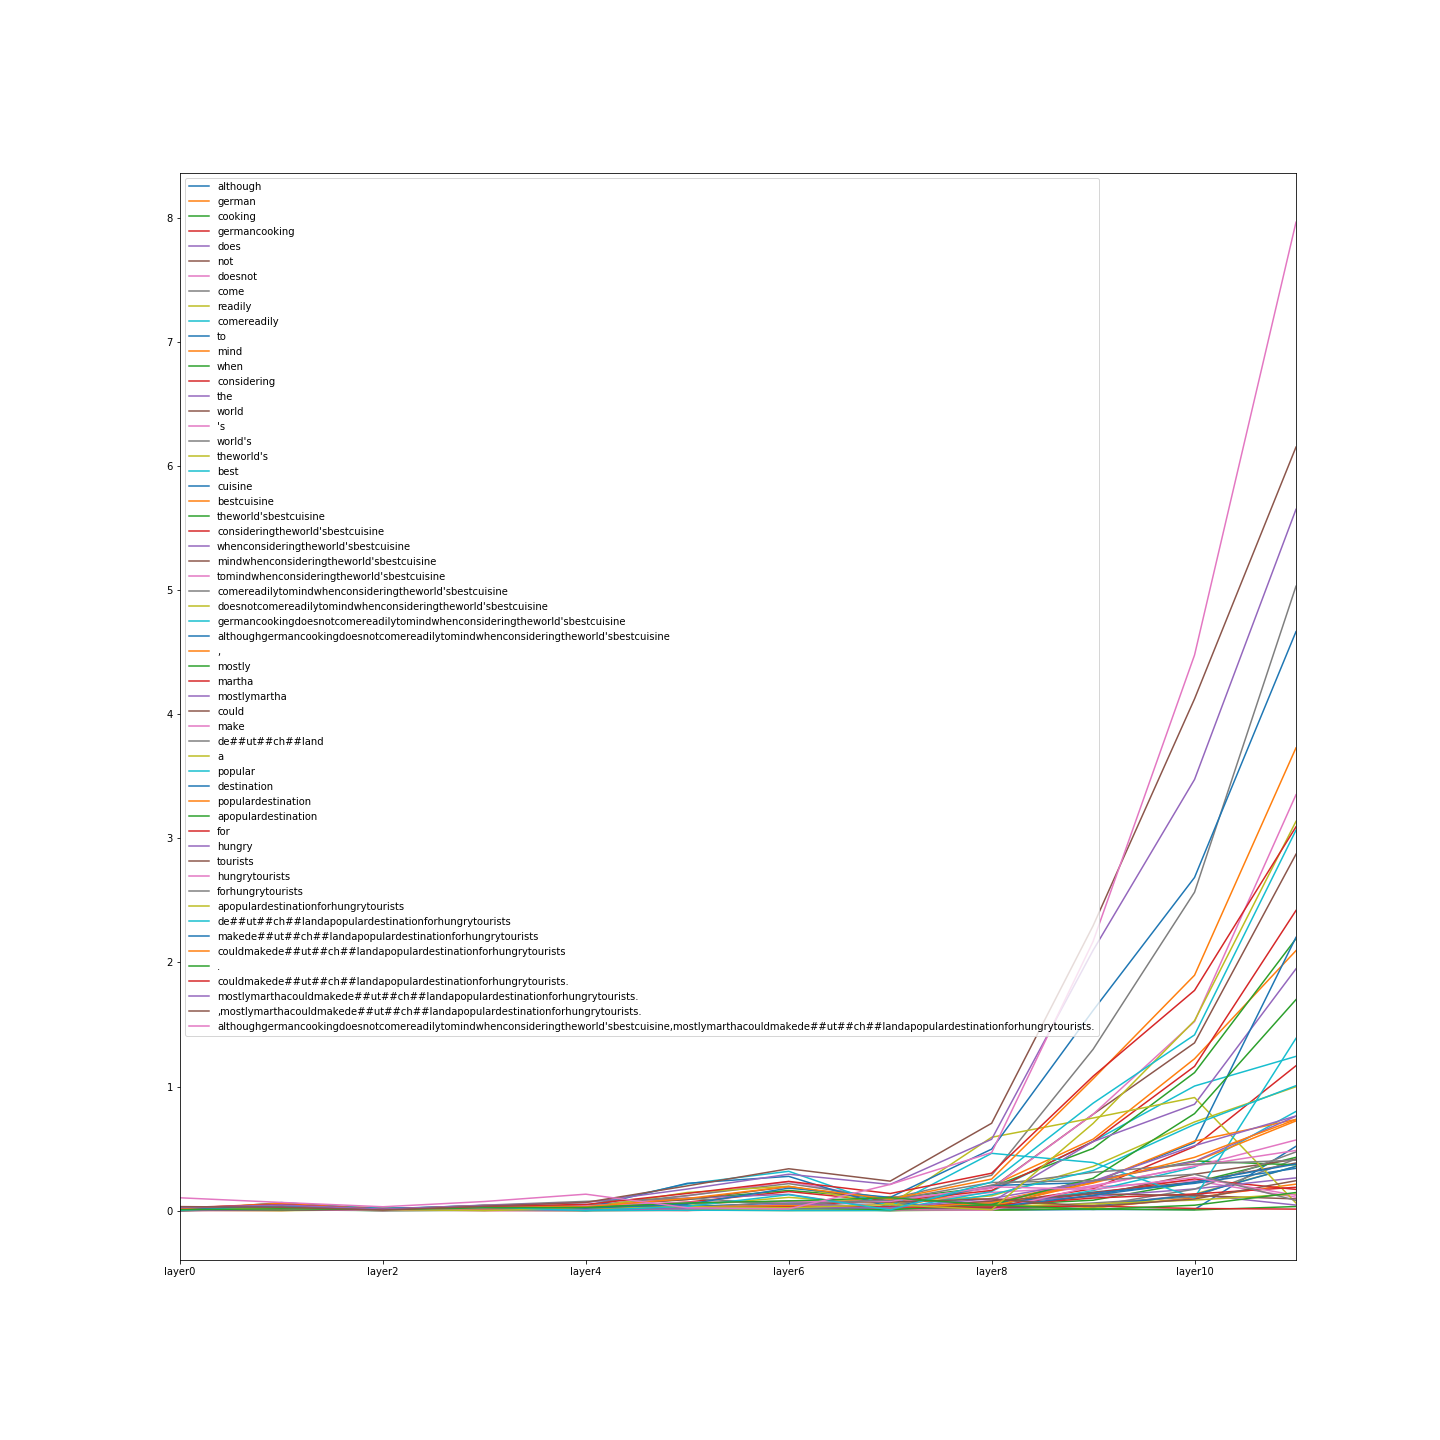 although
german
cooking
germancooking
does
not
doesnot
come
readily
comereadily
to
mind
when
considering
the
world
's
world's
theworld's
best
cuisine
bestcuisine
theworld'sbestcuisine
consideringtheworld'sbestcuisine
whenconsideringtheworld'sbestcuisine
mindwhenconsideringtheworld'sbestcuisine
tomindwhenconsideringtheworld'sbestcuisine
comereadilytomindwhenconsideringtheworld'sbestcuisine
doesnotcomereadilytomindwhenconsideringtheworld'sbestcuisine
germancookingdoesnotcomereadilytomindwhenconsideringtheworld'sbestcuisine
althoughgermancookingdoesnotcomereadilytomindwhenconsideringtheworld'sbestcuisine
,
mostly
martha
mostlymartha
could
make
de##ut##ch##land
a
popular
destination
populardestination
apopulardestination
for
hungry
tourists
hungrytourists
forhungrytourists
apopulardestinationforhungrytourists
de##ut##ch##landapopulardestinationforhungrytourists
makede##ut##ch##landapopulardestinationforhungrytourists
couldmakede##ut##ch##landapopulardestinationforhungrytourists
.
couldmakede##ut##ch##landapopulardestinationforhungrytourists.
mostlymarthacouldmakede##ut##ch##landapopulardestinationforhungrytourists.
,mostlymarthacouldmakede##ut##ch##landapopulardestinationforhungrytourists.
althoughgermancookingdoesnotcomereadilytomindwhenconsideringtheworld'sbestcuisine,mostlymarthacouldmakede##ut##ch##landapopulardestinationforhungrytourists.
8
7
6
5
4
3
2
1
0
layer0 layer2 layer4 layer6 layer8 layer10